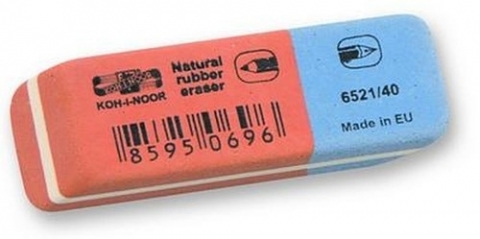 KOH-I-NOOR
Natural
rubber
eraser
8595 0696
6521/40
Made in EU